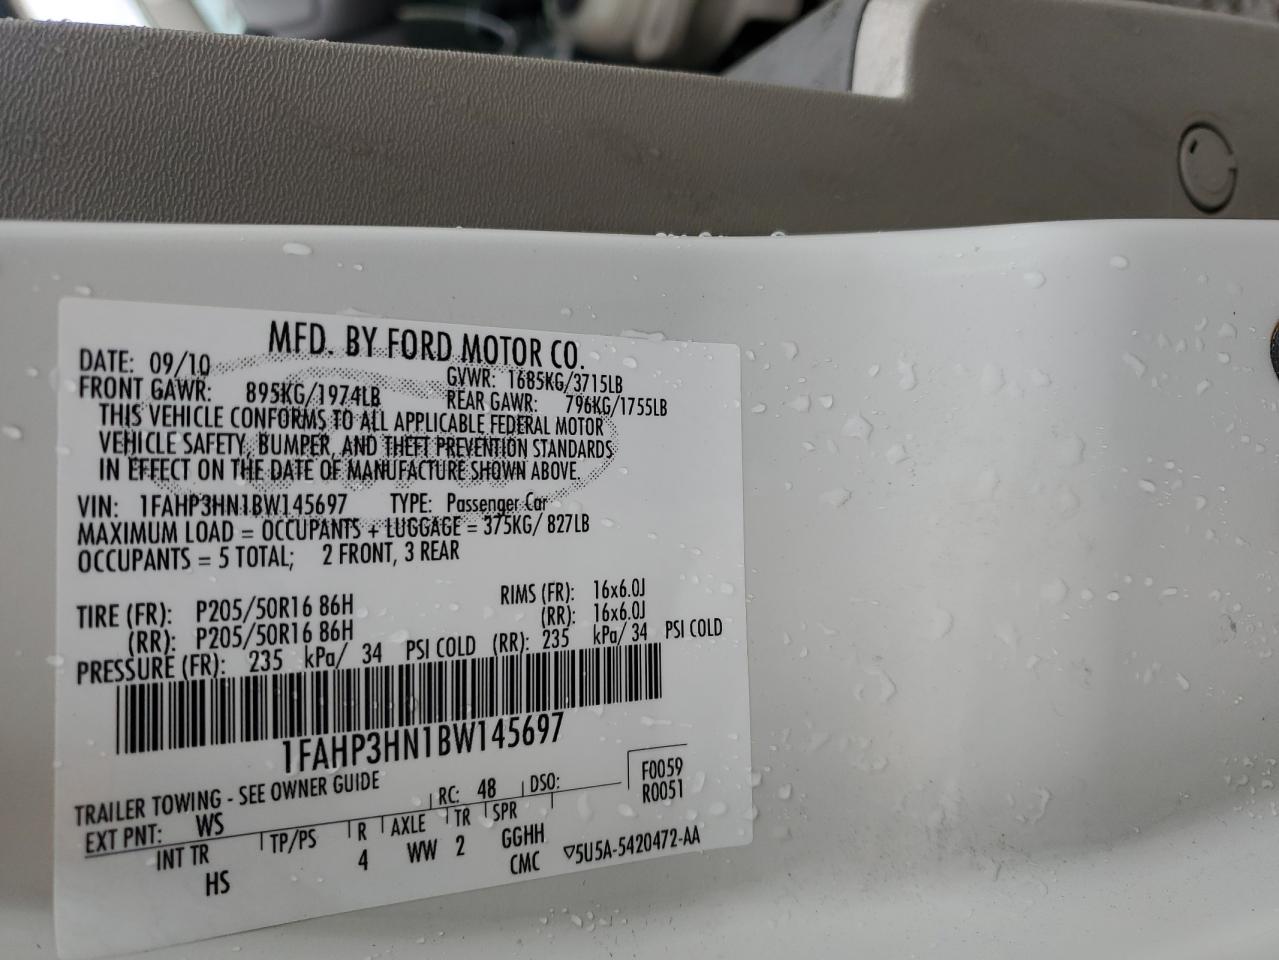 MFD. BY FORD MOTOR CO.
DATE: 09/10 GVWR: 1685KG/3715LB
FRONT GAWR: 895KG/1974LB REAR GAWR: 796KG/1755LB
THIS VEHICLE CONFORMS TO ALL APPLICABLE FEDERAL MOTOR
VEHICLE SAFETY, BUMPER, AND THEFT PREVENTION STANDARDS
IN EFFECT ON THE DATE OF MANUFACTURE SHOWN ABOVE.
VIN: 1FAHP3HN1BW145697 TYPE: Passenger Car
MAXIMUM LOAD = OCCUPANTS + LUGGAGE = 375KG/ 827LB
OCCUPANTS = 5 TOTAL; 2 FRONT, 3 REAR
TIRE (FR): P205/50R16 86H RIMS (FR): 16x6.0J
(RR): P205/50R16 86H (RR): 16x6.0J
PRESSURE (FR): 235 kPa/ 34 PSI COLD (RR): 235 kPa/ 34 PSI COLD
1FAHP3HN1BW145697
TRAILER TOWING - SEE OWNER GUIDE RC: 48 DSO: F0059
R0051
EXT PNT: WS
INT TR TP/PS R AXLE TR SPR
HS 4 WW 2 GGHH
CMC ▽5U5A-5420472-AA